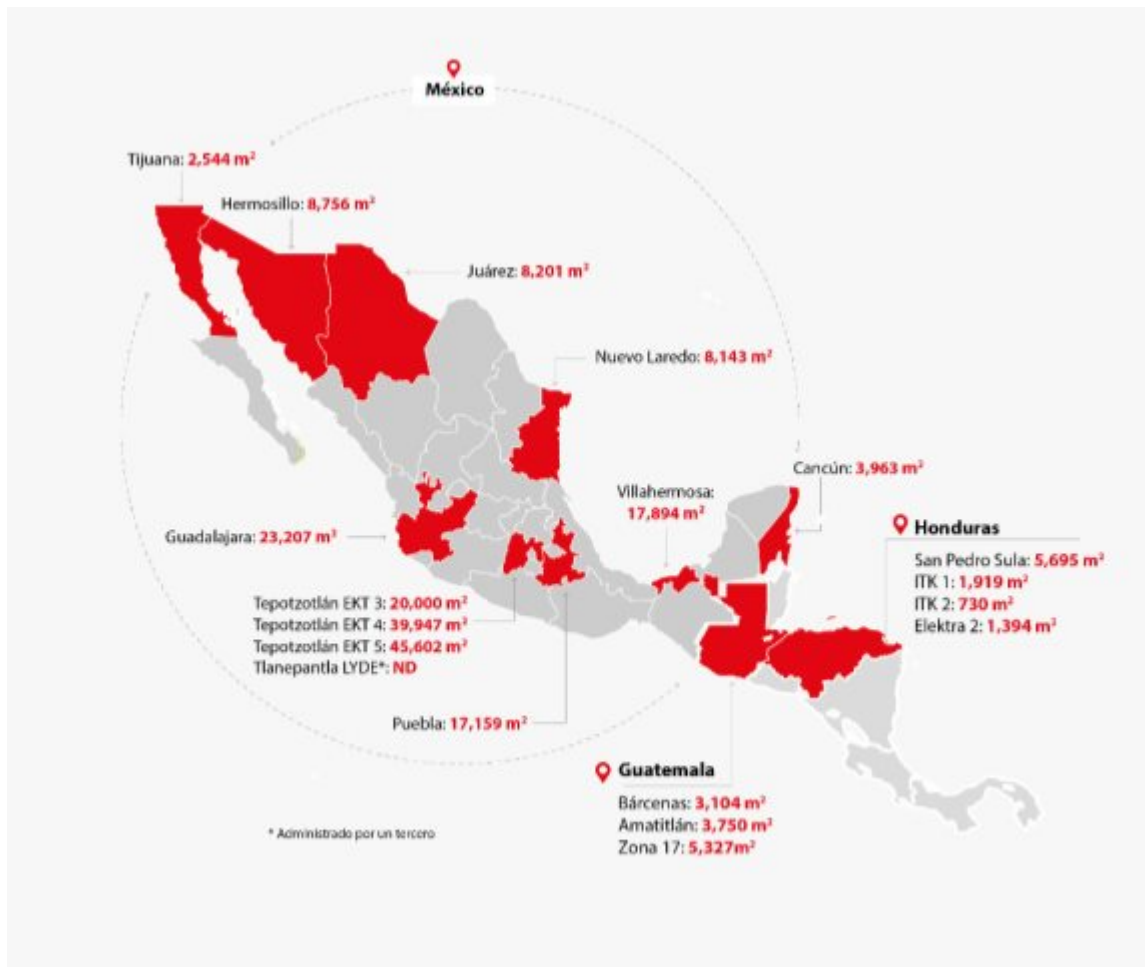 México
Tijuana: 2,544 m²
Hermosillo: 8,756 m²
Juárez: 8,201 m²
Nuevo Laredo: 8,143 m²
Cancún: 3,963 m²
Villahermosa:
17,894 m²
Guadalajara: 23,207 m²
Honduras
San Pedro Sula: 5,695 m²
ITK 1: 1,919 m²
ITK 2: 730 m²
Elektra 2: 1,394 m²
Tepotzotlán EKT 3: 20,000 m²
Tepotzotlán EKT 4: 39,947 m²
Tepotzotlán EKT 5: 45,602 m²
Tlanepantla LYDE*: ND
Puebla: 17,159 m²
Guatemala
Bárcenas: 3,104 m²
Amatitlán: 3,750 m²
Zona 17: 5,327m²
* Administrado por un tercero